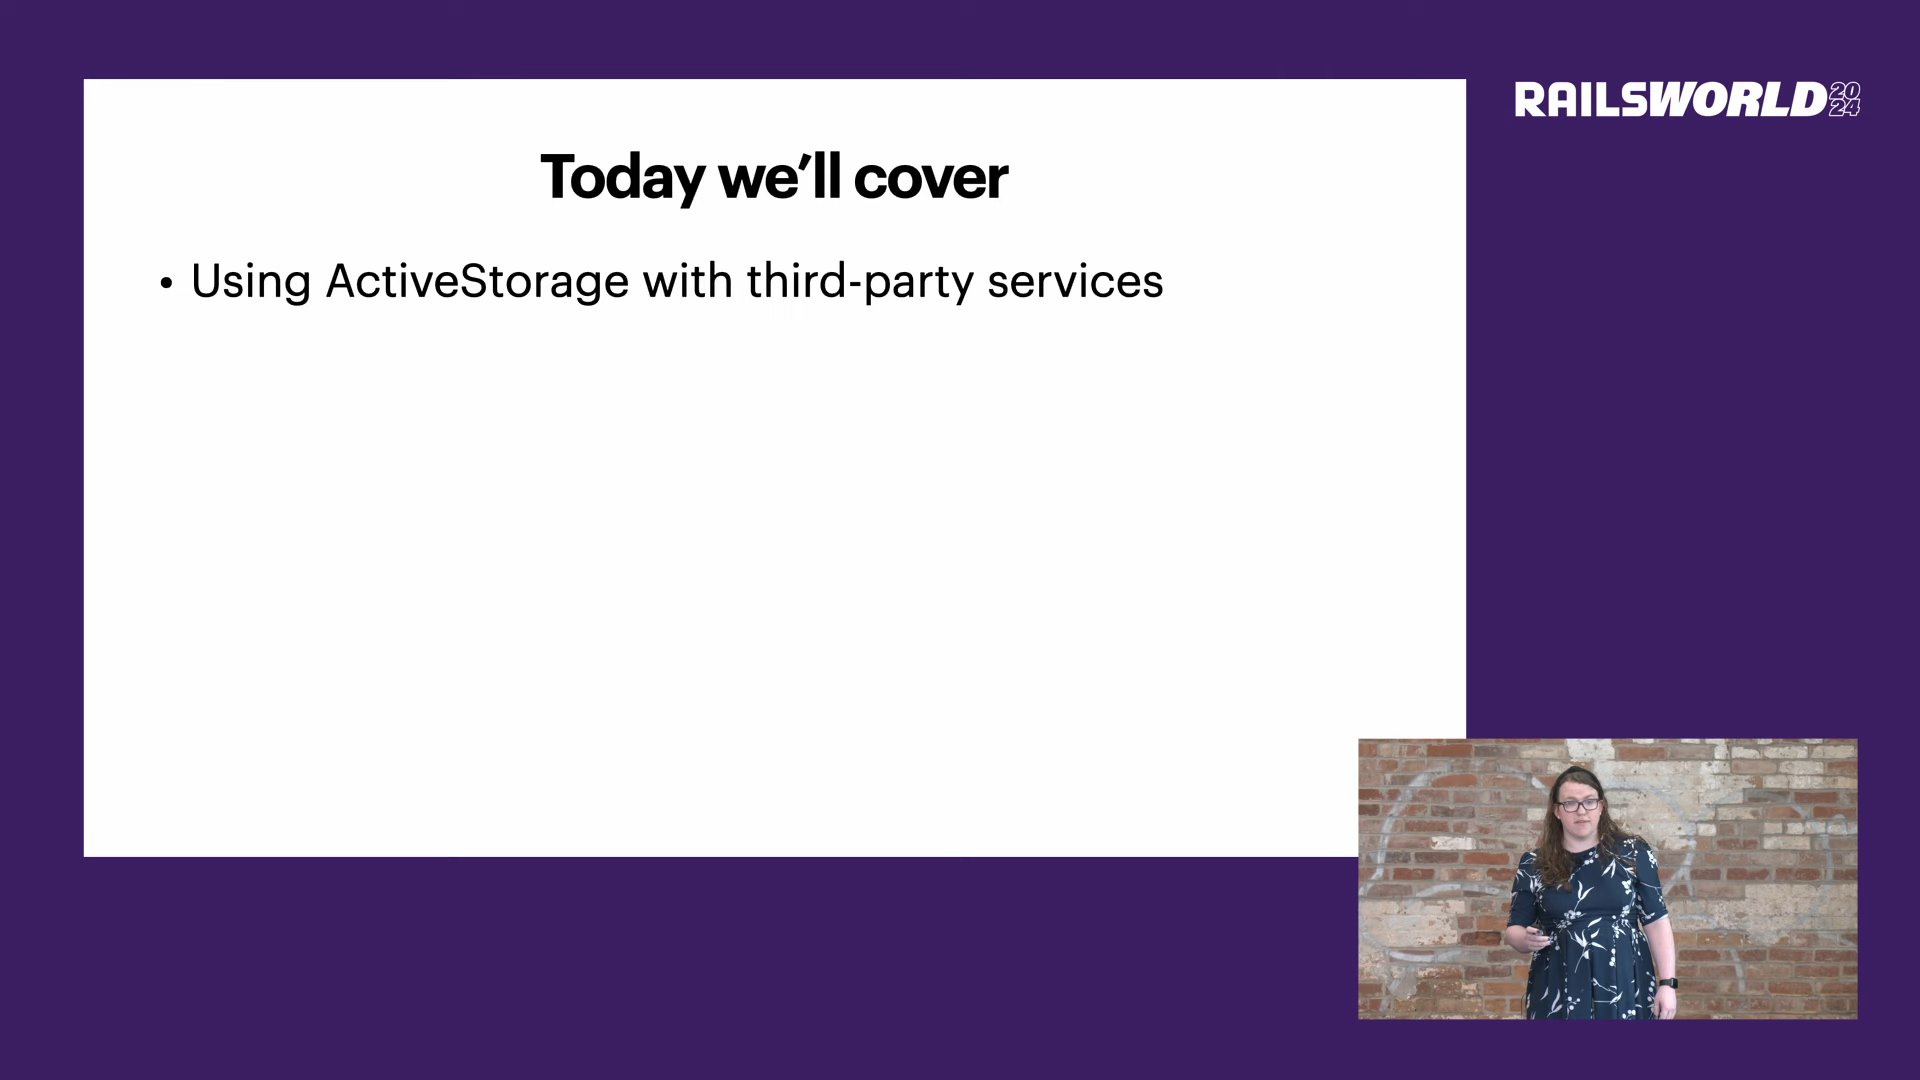 RAILSWORLD 2024
Today we’ll cover
• Using ActiveStorage with third-party services